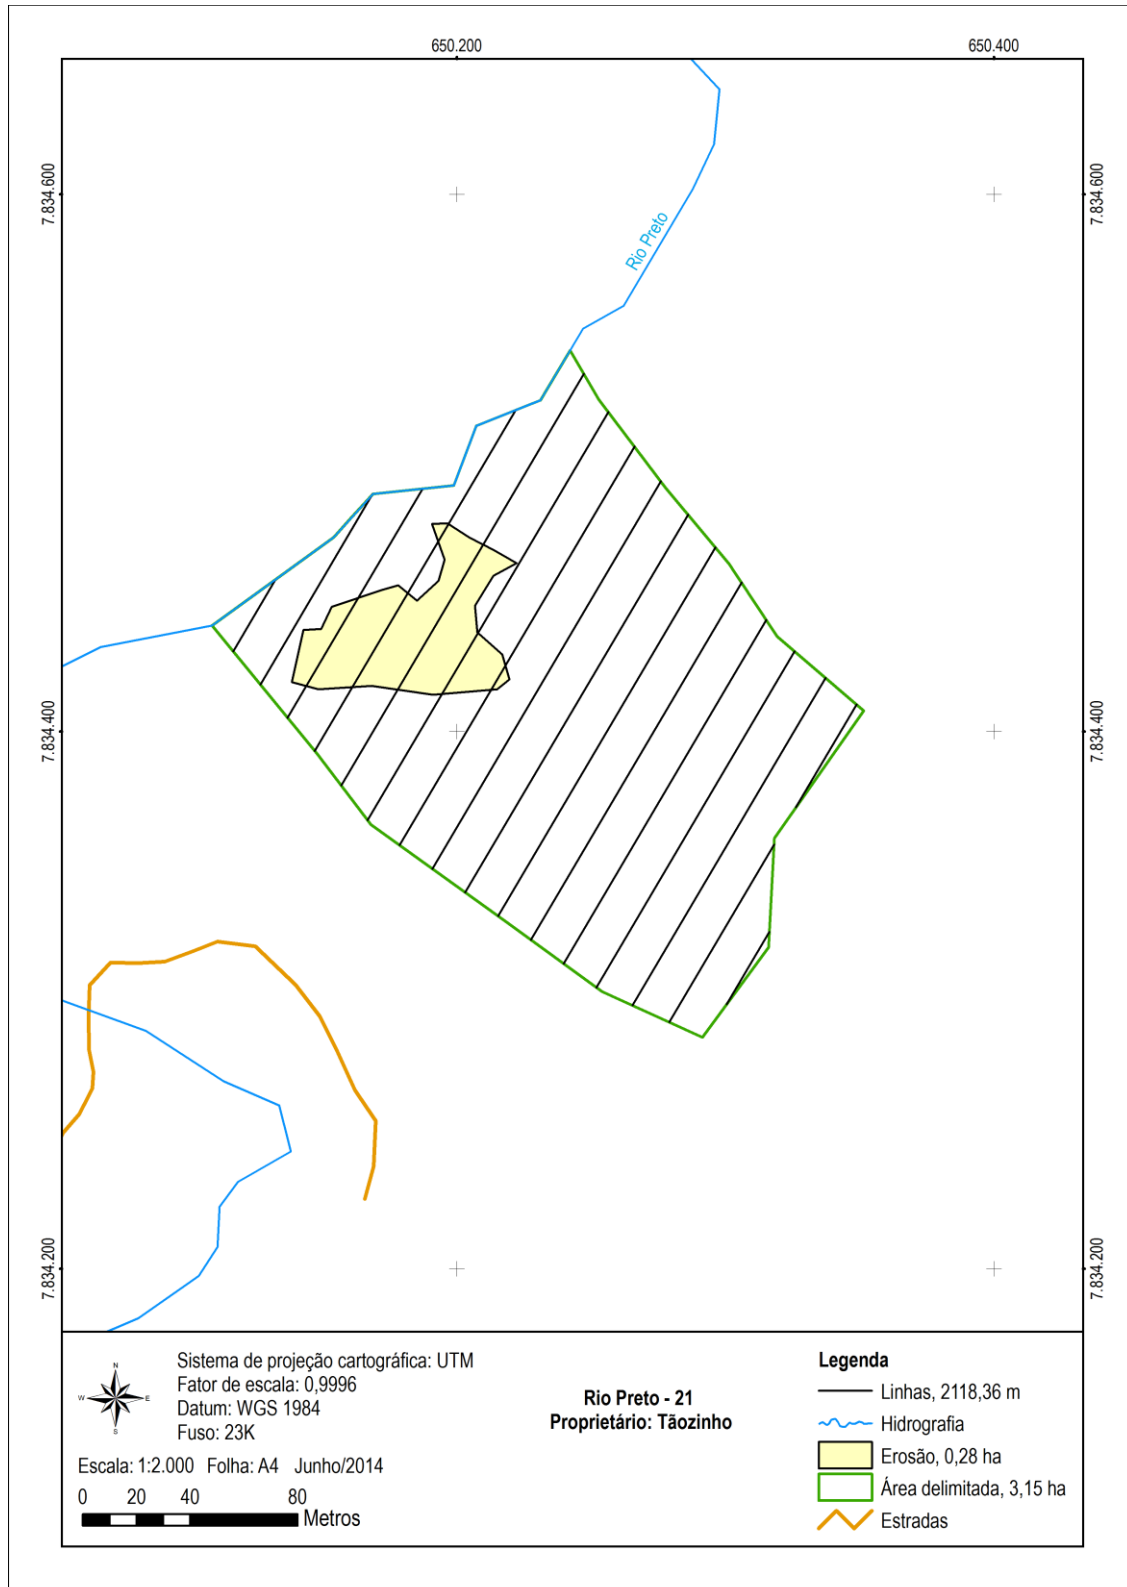 650.200
650.400
7.834.600
7.834.600
Rio Preto
7.834.400
7.834.400
7.834.200
7.834.200
N
W
E
S
Sistema de projeção cartográfica: UTM
Fator de escala: 0,9996
Datum: WGS 1984
Fuso: 23K
Escala: 1:2.000 Folha: A4 Junho/2014
0 20 40 80
Metros
Rio Preto - 21
Proprietário: Tãozinho
Legenda
Linhas, 2118,36 m
Hidrografia
Erosão, 0,28 ha
Área delimitada, 3,15 ha
Estradas